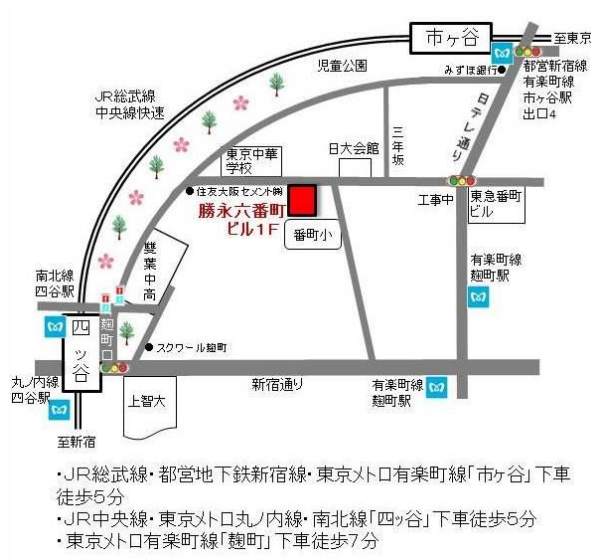 市ヶ谷
至東京
児童公園
みずほ銀行
都営新宿線
有楽町線
市ヶ谷駅
出口4
JR総武線
中央線快速
日テレ通り
三年坂
日大会館
東京中華
学校
住友大阪セメント㈱
勝永六番町
ビル1F
工事中
東急番町
ビル
番町小
雙葉中高
有楽町線
麹町駅
南北線
四谷駅
麹町口
四ッ谷
スクワール麹町
丸ノ内線
四谷駅
上智大
新宿通り
有楽町線
麹町駅
至新宿
・JR総武線・都営地下鉄新宿線・東京メトロ有楽町線「市ヶ谷」下車
徒歩5分
・JR中央線・東京メトロ丸ノ内線・南北線「四ッ谷」下車徒歩5分
・東京メトロ有楽町線「麹町」下車徒歩7分